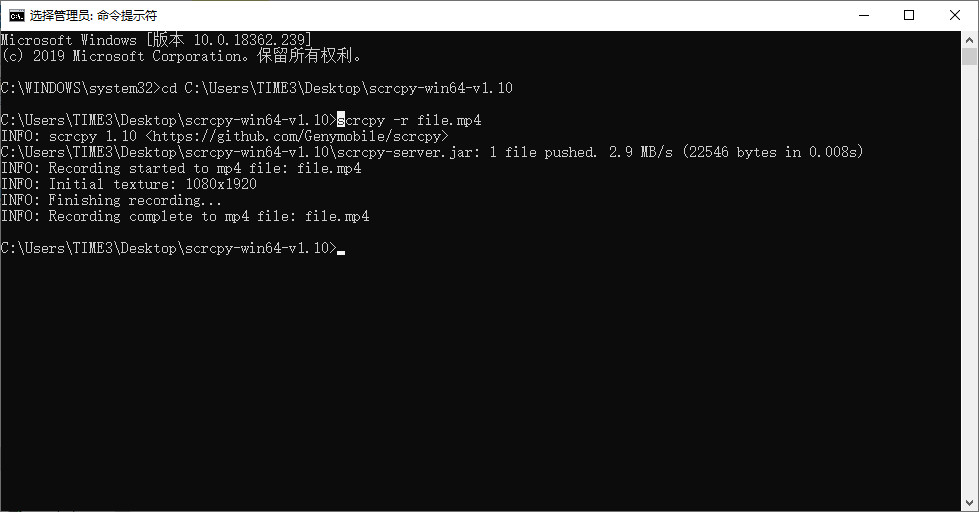 选择管理员: 命令提示符
Microsoft Windows [版本 10.0.18362.239]
(c) 2019 Microsoft Corporation。保留所有权利。
C:\WINDOWS\system32>cd C:\Users\TIME3\Desktop\scrcpy-win64-v1.10
C:\Users\TIME3\Desktop\scrcpy-win64-v1.10>scrcpy -r file.mp4
INFO: scrcpy 1.10 <https://github.com/Genymobile/scrcpy>
C:\Users\TIME3\Desktop\scrcpy-win64-v1.10\scrcpy-server.jar: 1 file pushed. 2.9 MB/s (22546 bytes in 0.008s)
INFO: Recording started to mp4 file: file.mp4
INFO: Initial texture: 1080x1920
INFO: Finishing recording...
INFO: Recording complete to mp4 file: file.mp4
C:\Users\TIME3\Desktop\scrcpy-win64-v1.10>